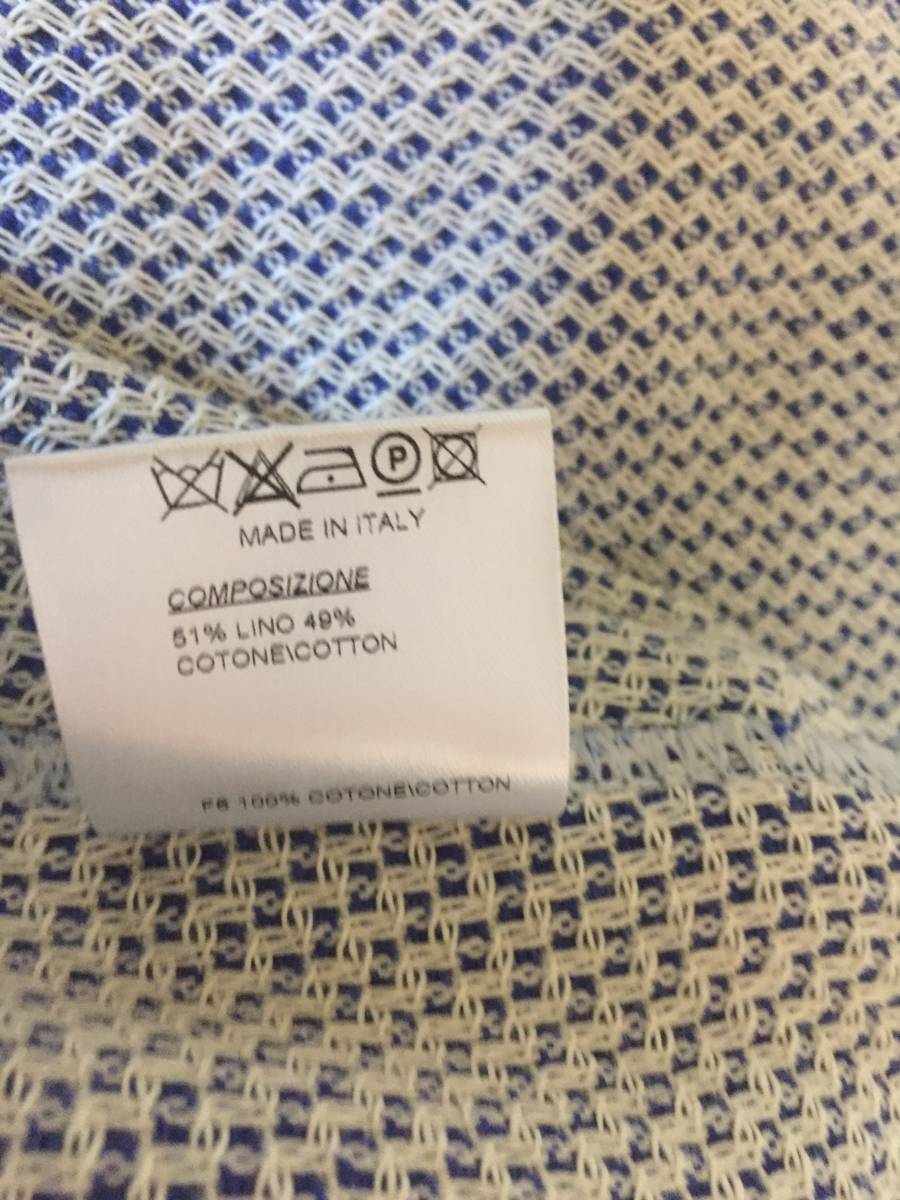 P
MADE IN ITALY
COMPOSIZIONE
51% LINO 49%
COTONE\COTTON
F6 100% COTONE\COTTON